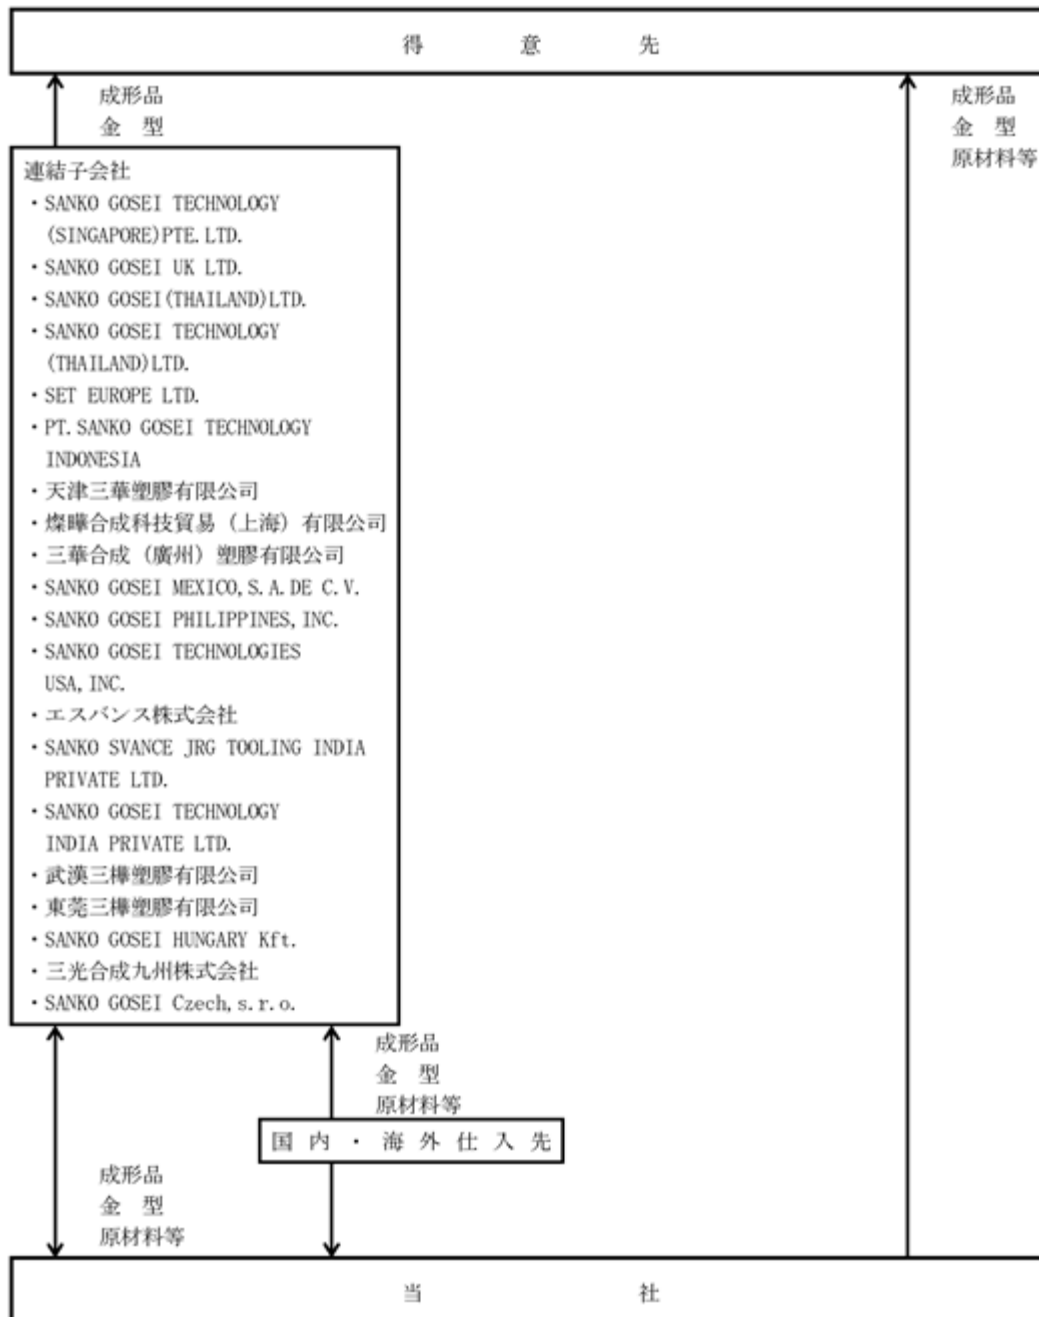 得 意 先
成形品
金 型
成形品
金 型
原材料等
連結子会社
・SANKO GOSEI TECHNOLOGY
(SINGAPORE)PTE.LTD.
・SANKO GOSEI UK LTD.
・SANKO GOSEI(THAILAND)LTD.
・SANKO GOSEI TECHNOLOGY
(THAILAND)LTD.
・SET EUROPE LTD.
・PT.SANKO GOSEI TECHNOLOGY
INDONESIA
・天津三華塑膠有限公司
・燦曄合成科技貿易（上海）有限公司
・三華合成（廣州）塑膠有限公司
・SANKO GOSEI MEXICO,S.A.DE C.V.
・SANKO GOSEI PHILIPPINES,INC.
・SANKO GOSEI TECHNOLOGIES
USA,INC.
・エスバンス株式会社
・SANKO SVANCE JRG TOOLING INDIA
PRIVATE LTD.
・SANKO GOSEI TECHNOLOGY
INDIA PRIVATE LTD.
・武漢三樺塑膠有限公司
・東莞三樺塑膠有限公司
・SANKO GOSEI HUNGARY Kft.
・三光合成九州株式会社
・SANKO GOSEI Czech,s.r.o.
成形品
金 型
原材料等
国 内 ・ 海 外 仕 入 先
成形品
金 型
原材料等
当 社